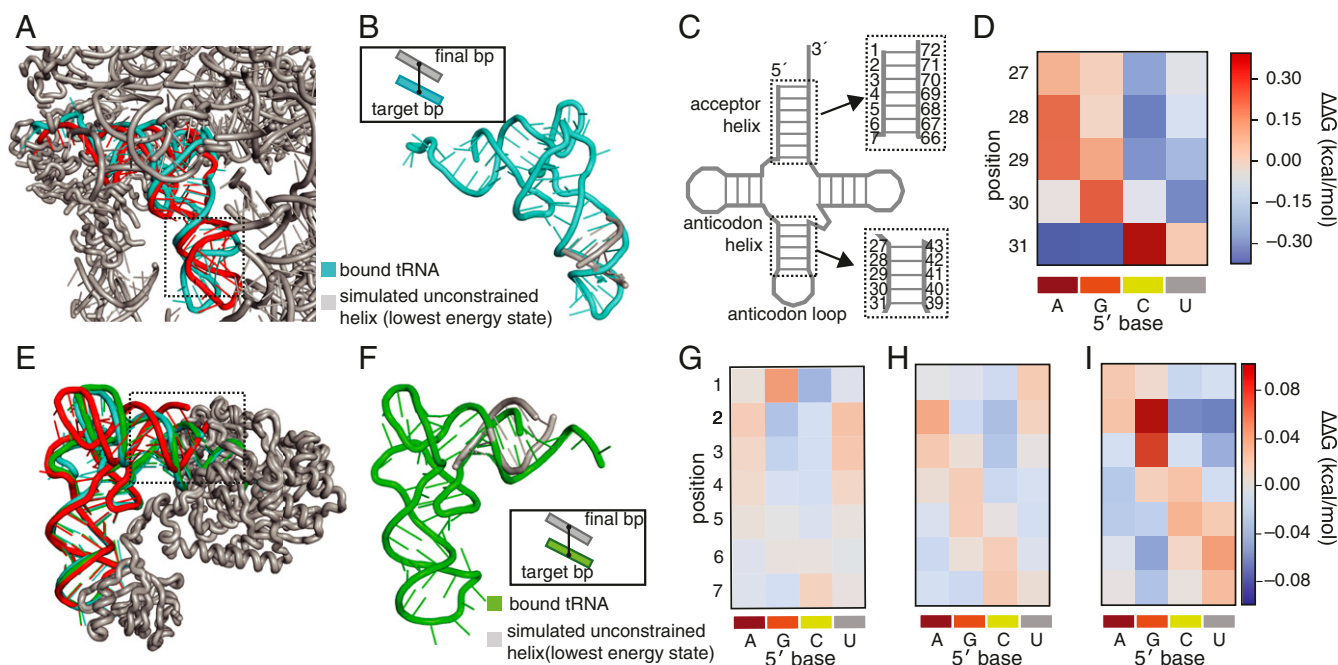 A
B
final bp
target bp
bound tRNA
simulated unconstrained
helix (lowest energy state)
C
3´
5´
acceptor
helix
1 72
2 71
3 70
4 69
5 68
6 67
7 66
anticodon
helix
27 43
28 42
29 41
30 40
31 39
anticodon loop
D
position
27
28
29
30
31
A G C U
5′ base
0.30
0.15
0.00
−0.15
−0.30
ΔΔG (kcal/mol)
E
F
final bp
target bp
bound tRNA
simulated unconstrained
helix(lowest energy state)
G
position
1
2
3
4
5
6
7
A G C U
5′ base
H
A G C U
5′ base
I
A G C U
5′ base
0.08
0.04
0.00
−0.04
−0.08
ΔΔG (kcal/mol)